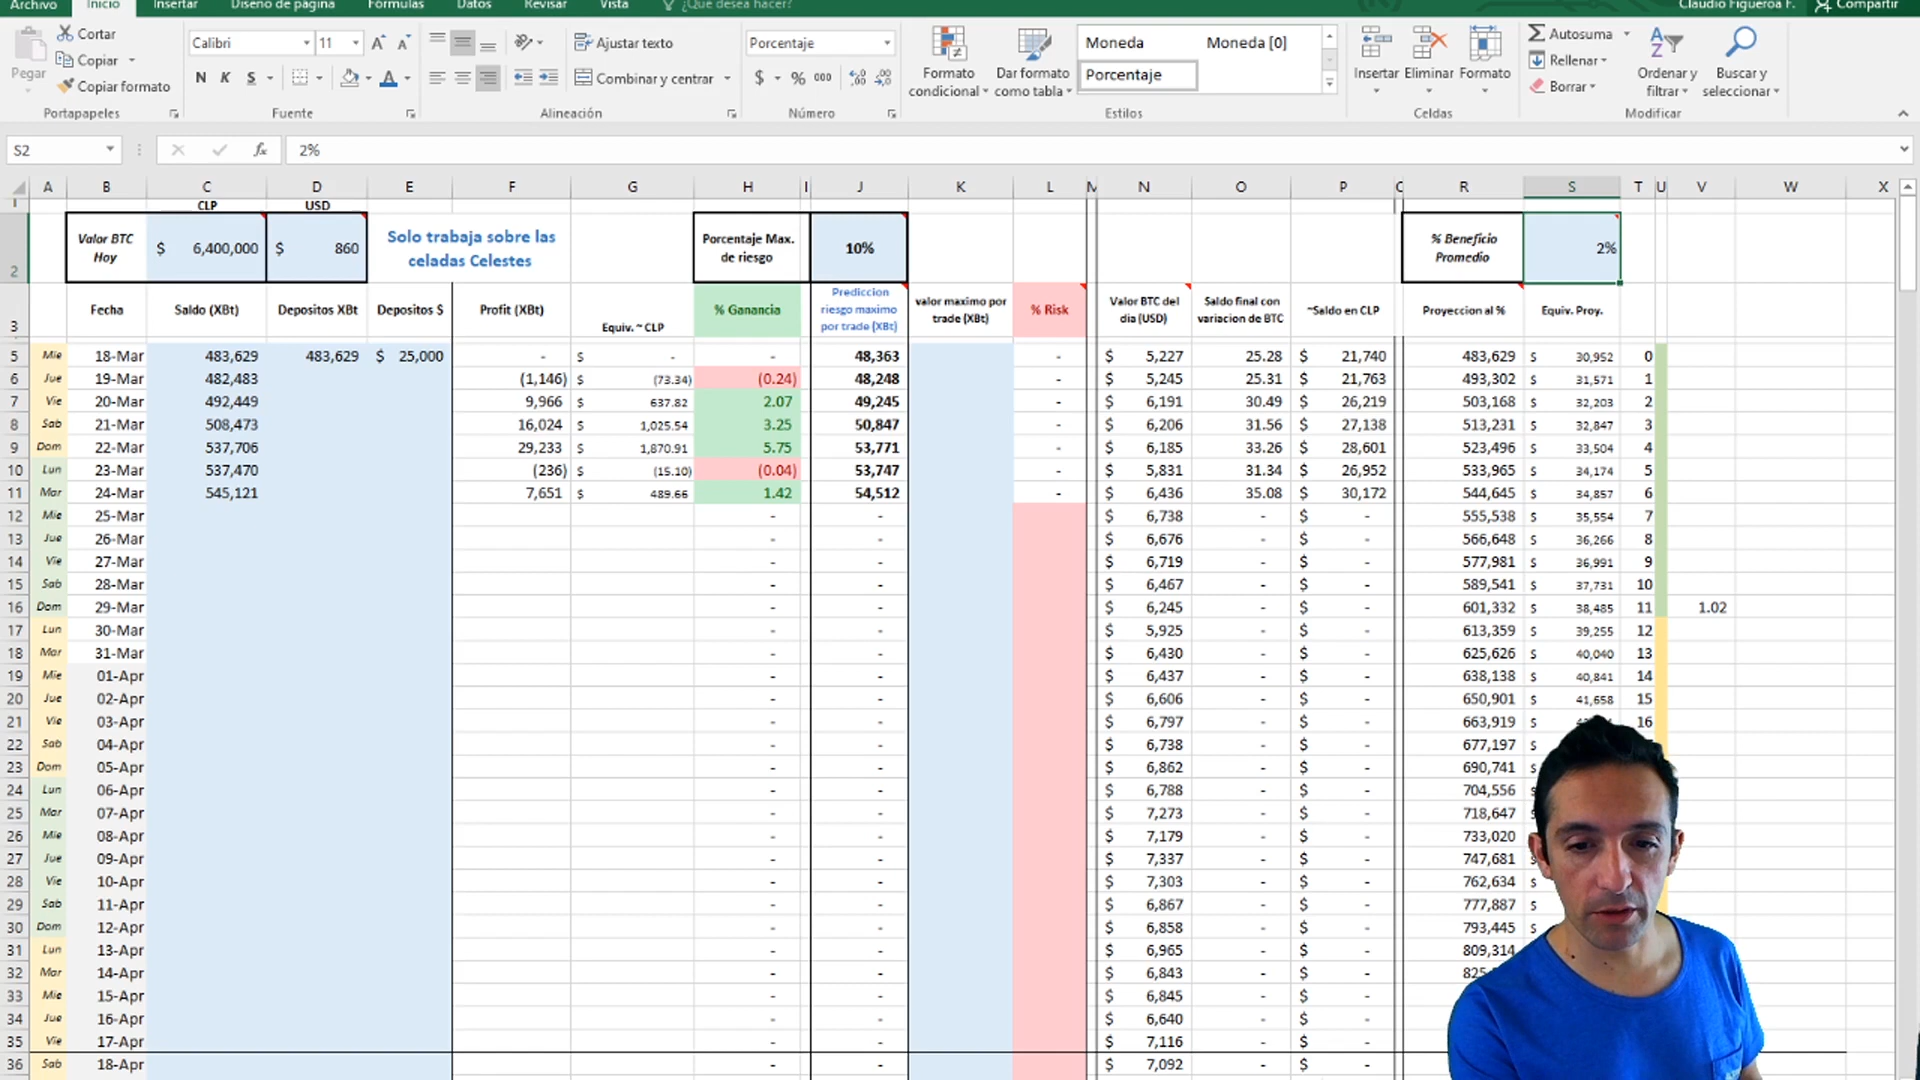 Archivo Inicio Insertar Diseño de página Fórmulas Datos Revisar Vista ¿Qué desea hacer? Claudio Figueroa F. Compartir
Pegar Cortar Copiar Copiar formato Portapapeles
Calibri 11 N K S Fuente
Ajustar texto Combinar y centrar Alineación
Porcentaje $ % 000 Número
Formato condicional Dar formato como tabla Moneda Moneda [0] Porcentaje Estilos
Insertar Eliminar Formato Celdas
Autosuma Rellenar Borrar Ordenar y filtrar Buscar y seleccionar Modificar
S2 fx 2%
A B C D E F G H I J K L M N O P R S T U V W X
1 CLP USD
2 Valor BTC Hoy $ 6,400,000 $ 860 Solo trabaja sobre las celadas Celestes Porcentaje Max. de riesgo 10% % Beneficio Promedio 2%
3 Fecha Saldo (XBt) Depositos XBt Depositos $ Profit (XBt) Equiv. ~ CLP % Ganancia Prediccion riesgo maximo por trade (XBt) valor maximo por trade (XBt) % Risk Valor BTC del dia (USD) Saldo final con variacion de BTC ~Saldo en CLP Proyeccion al % Equiv. Proy.
5 Mie 18-Mar 483,629 483,629 $ 25,000 - $ - - 48,363 - $ 5,227 25.28 $ 21,740 483,629 $ 30,952 0
6 Jue 19-Mar 482,483 (1,146) $ (73.34) (0.24) 48,248 - $ 5,245 25.31 $ 21,763 493,302 $ 31,571 1
7 Vie 20-Mar 492,449 9,966 $ 637.82 2.07 49,245 - $ 6,191 30.49 $ 26,219 503,168 $ 32,203 2
8 Sab 21-Mar 508,473 16,024 $ 1,025.54 3.25 50,847 - $ 6,206 31.56 $ 27,138 513,231 $ 32,847 3
9 Dom 22-Mar 537,706 29,233 $ 1,870.91 5.75 53,771 - $ 6,185 33.26 $ 28,601 523,496 $ 33,504 4
10 Lun 23-Mar 537,470 (236) $ (15.10) (0.04) 53,747 - $ 5,831 31.34 $ 26,952 533,965 $ 34,174 5
11 Mar 24-Mar 545,121 7,651 $ 489.66 1.42 54,512 - $ 6,436 35.08 $ 30,172 544,645 $ 34,857 6
12 Mie 25-Mar - - $ 6,738 - $ - 555,538 $ 35,554 7
13 Jue 26-Mar - - $ 6,676 - $ - 566,648 $ 36,266 8
14 Vie 27-Mar - - $ 6,719 - $ - 577,981 $ 36,991 9
15 Sab 28-Mar - - $ 6,467 - $ - 589,541 $ 37,731 10
16 Dom 29-Mar - - $ 6,245 - $ - 601,332 $ 38,485 11 1.02
17 Lun 30-Mar - - $ 5,925 - $ - 613,359 $ 39,255 12
18 Mar 31-Mar - - $ 6,430 - $ - 625,626 $ 40,040 13
19 Mie 01-Apr - - $ 6,437 - $ - 638,138 $ 40,841 14
20 Jue 02-Apr - - $ 6,606 - $ - 650,901 $ 41,658 15
21 Vie 03-Apr - - $ 6,797 - $ - 663,919 $ 16
22 Sab 04-Apr - - $ 6,738 - $ - 677,197 $
23 Dom 05-Apr - - $ 6,862 - $ - 690,741 $
24 Lun 06-Apr - - $ 6,788 - $ - 704,556 $
25 Mar 07-Apr - - $ 7,273 - $ - 718,647 $
26 Mie 08-Apr - - $ 7,179 - $ - 733,020
27 Jue 09-Apr - - $ 7,337 - $ - 747,681 $
28 Vie 10-Apr - - $ 7,303 - $ - 762,634 $
29 Sab 11-Apr - - $ 6,867 - $ - 777,887 $
30 Dom 12-Apr - - $ 6,858 - $ - 793,445 $
31 Lun 13-Apr - - $ 6,965 - $ - 809,314
32 Mar 14-Apr - - $ 6,843 - $ -
33 Mie 15-Apr - - $ 6,845 - $ -
34 Jue 16-Apr - - $ 6,640 - $ -
35 Vie 17-Apr - - $ 7,116 - $ -
36 Sab 18-Apr - - $ 7,092 - $ -